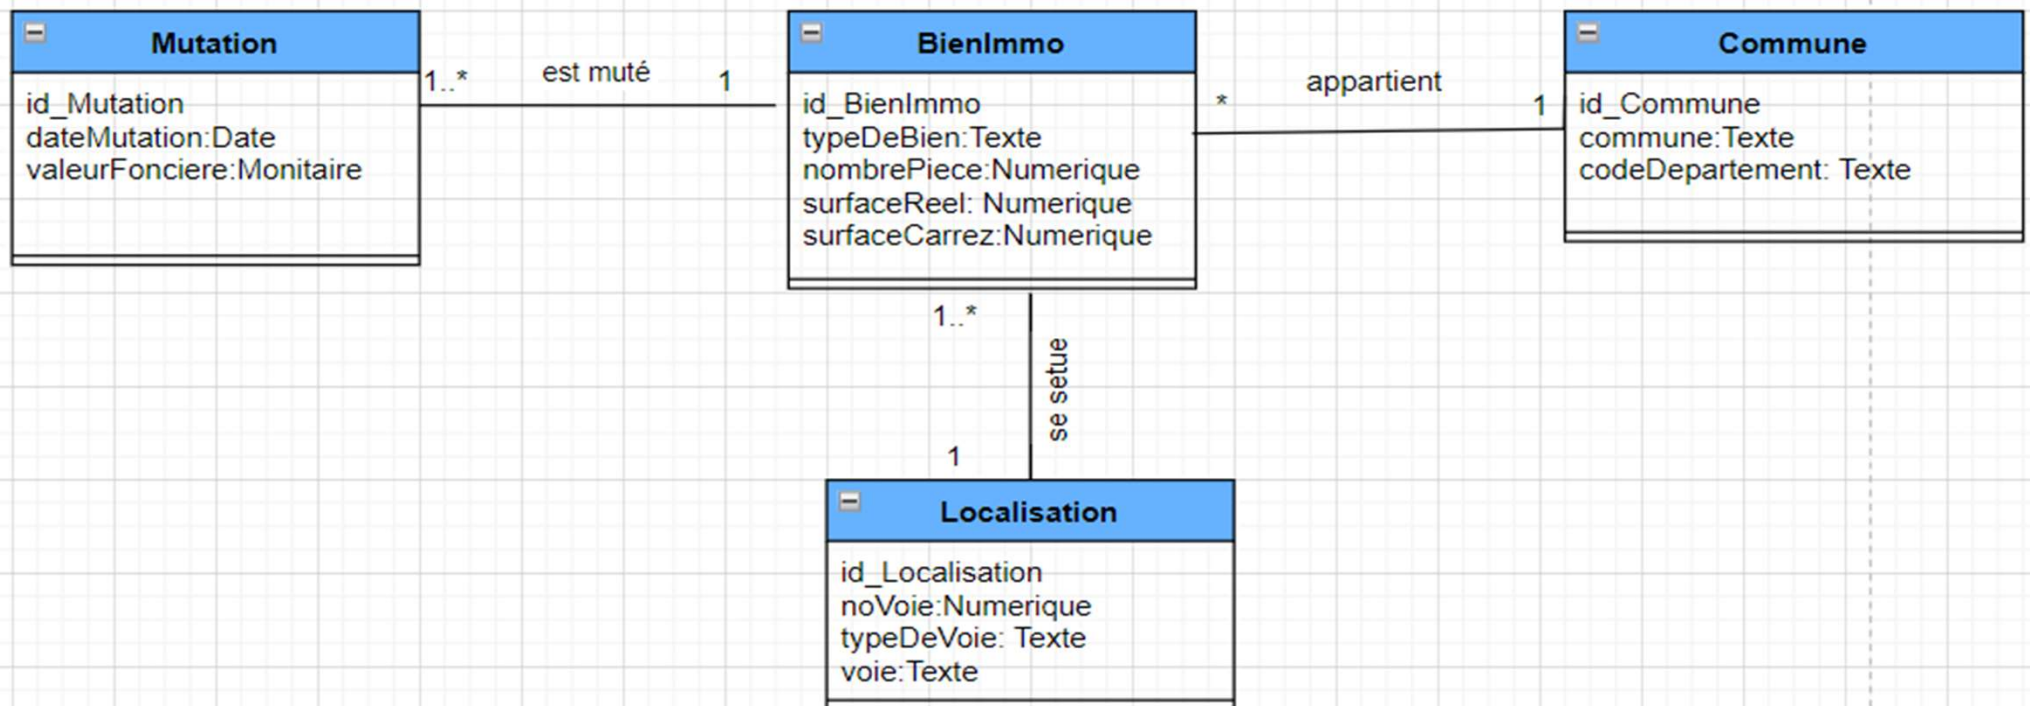 Mutation
id_Mutation
dateMutation:Date
valeurFonciere:Monitaire
1..*
est muté
1
BienImmo
id_BienImmo
typeDeBien:Texte
nombrePiece:Numerique
surfaceReel: Numerique
surfaceCarrez:Numerique
*
appartient
1
Commune
id_Commune
commune:Texte
codeDepartement: Texte
1..*
se setue
1
Localisation
id_Localisation
noVoie:Numerique
typeDeVoie: Texte
voie:Texte